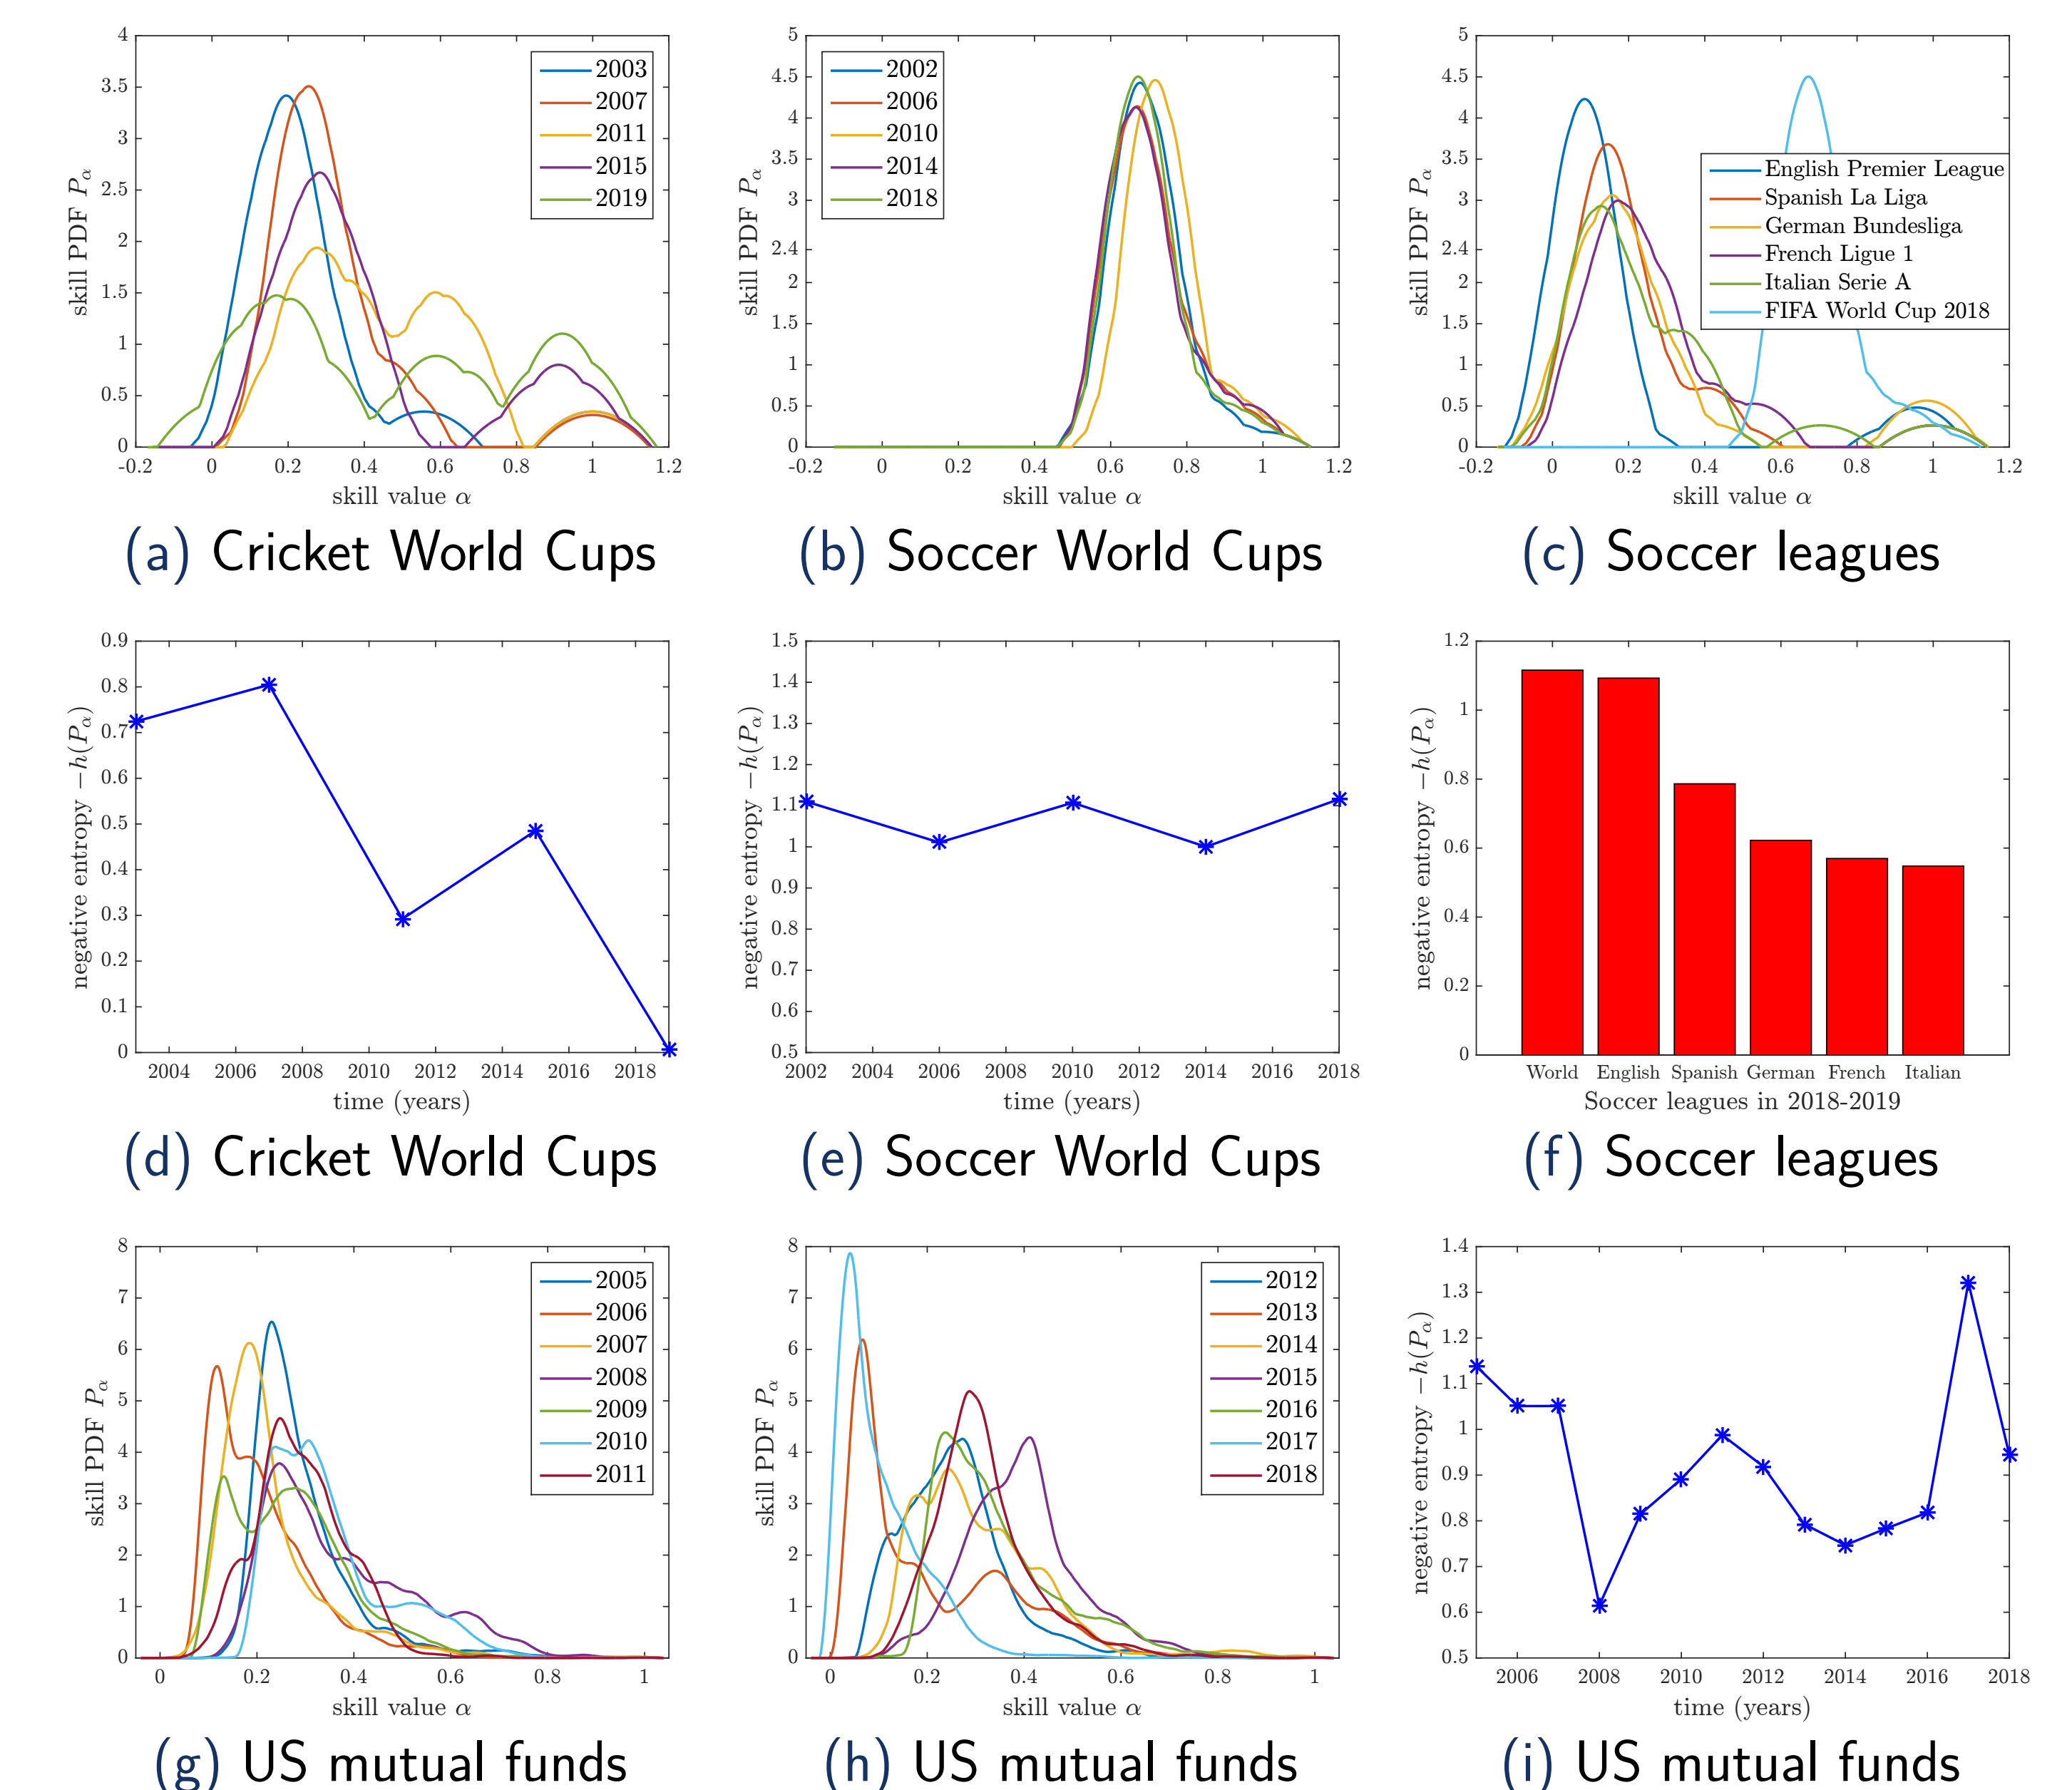 4
3.5
3
2.5
2
1.5
1
0.5
0
-0.2 0 0.2 0.4 0.6 0.8 1 1.2
skill PDF Pα
skill value α
2003
2007
2011
2015
2019
(a) Cricket World Cups
5
4.5
4
3.5
3
2.4
2
1.5
1
0.5
0
-0.2 0 0.2 0.4 0.6 0.8 1 1.2
skill PDF Pα
skill value α
2002
2006
2010
2014
2018
(b) Soccer World Cups
5
4.5
4
3.5
3
2.4
2
1.5
1
0.5
0
-0.2 0 0.2 0.4 0.6 0.8 1 1.2
skill PDF Pα
skill value α
English Premier League
Spanish La Liga
German Bundesliga
French Ligue 1
Italian Serie A
FIFA World Cup 2018
(c) Soccer leagues
0.9
0.8
0.7
0.6
0.5
0.4
0.3
0.2
0.1
0
2004 2006 2008 2010 2012 2014 2016 2018
negative entropy −h(Pα)
time (years)
(d) Cricket World Cups
1.5
1.4
1.3
1.2
1.1
1
0.9
0.8
0.7
0.6
0.5
2002 2004 2006 2008 2010 2012 2014 2016 2018
negative entropy −h(Pα)
time (years)
(e) Soccer World Cups
1.2
1
0.8
0.6
0.4
0.2
0
World English Spanish German French Italian
negative entropy −h(Pα)
Soccer leagues in 2018-2019
(f) Soccer leagues
8
7
6
5
4
3
2
1
0
0 0.2 0.4 0.6 0.8 1
skill PDF Pα
skill value α
2005
2006
2007
2008
2009
2010
2011
(g) US mutual funds
8
7
6
5
4
3
2
1
0
0 0.2 0.4 0.6 0.8 1
skill PDF Pα
skill value α
2012
2013
2014
2015
2016
2017
2018
(h) US mutual funds
1.4
1.3
1.2
1.1
1
0.9
0.8
0.7
0.6
0.5
2006 2008 2010 2012 2014 2016 2018
negative entropy −h(Pα)
time (years)
(i) US mutual funds